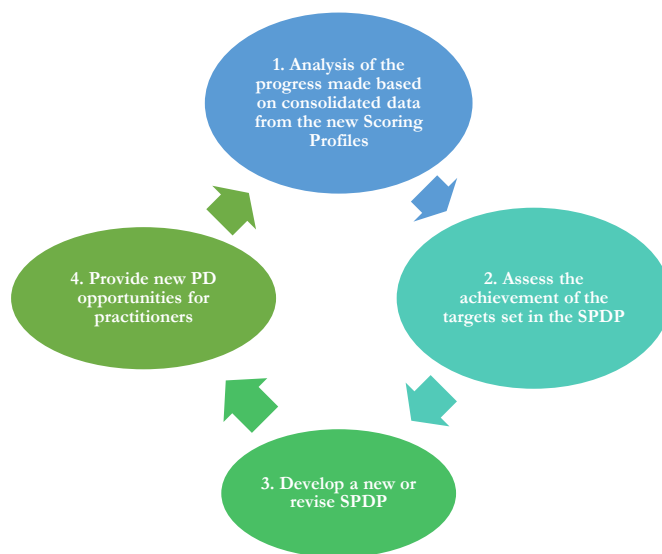 1. Analysis of the
progress made based
on consolidated data
from the new Scoring
Profiles
2. Assess the
achievement of the
targets set in the SPDP
3. Develop a new or
revise SPDP
4. Provide new PD
opportunities for
practitioners